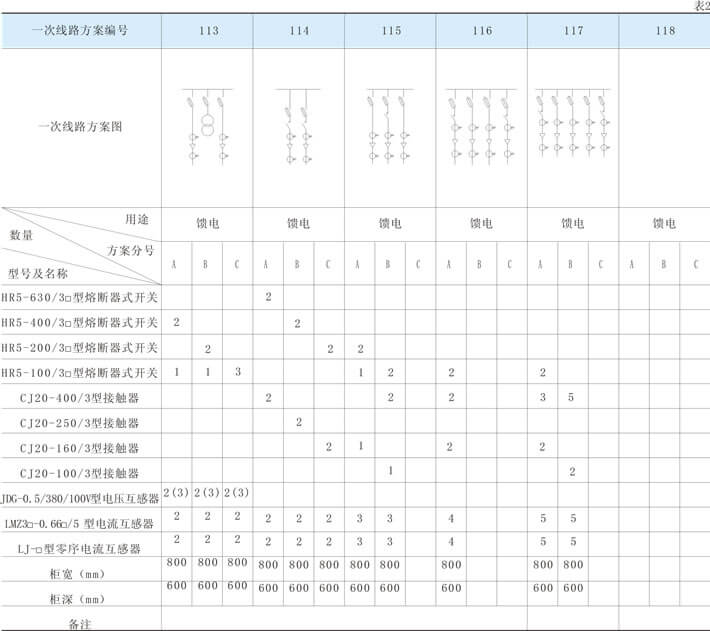 表2
一次线路方案编号 113 114 115 116 117 118
一次线路方案图
用途 馈电 馈电 馈电 馈电 馈电 馈电
数量
方案分号
型号及名称
A B C A B C A B C A B C A B C A B C
HR5-630/3□型熔断器式开关 2
HR5-400/3□型熔断器式开关 2 2
HR5-200/3□型熔断器式开关 2 2 2
HR5-100/3□型熔断器式开关 1 1 3 1 2 2 2
CJ20-400/3型接触器 2 2 2 3 5
CJ20-250/3型接触器 2
CJ20-160/3型接触器 2 1 2 2
CJ20-100/3型接触器 1 2
JDG-0.5/380/100V型电压互感器 2(3) 2(3) 2(3)
LMZ3□-0.66□/5 型电流互感器 2 2 2 2 2 2 3 3 4 5 5
LJ-□型零序电流互感器 2 2 2 2 2 2 3 3 4 5 5
柜宽（mm） 800 800 800 800 800 800 800 800 800 800 800
柜深（mm） 600 600 600 600 600 600 600 600 600 600 600
备注